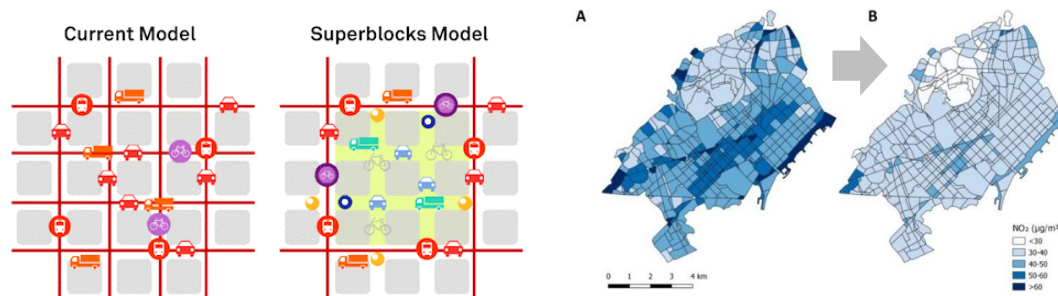 Current Model
Superblocks Model
A
B
NO₂ (µg/m³
<30
30-40
40-50
50-60
>60
0 1 2 3 4 km